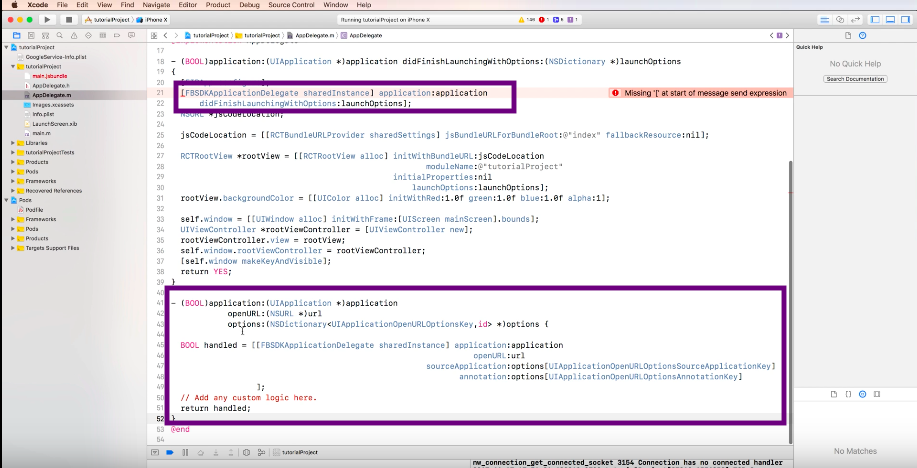 Xcode File Edit View Find Navigate Editor Product Debug Source Control Window Help
tutorialProject iPhone X Running tutorialProject on iPhone X
tutorialProject tutorialProject AppDelegate.m AppDelegate
tutorialProject
GoogleService-Info.plist
tutorialProject
main.jsbundle
AppDelegate.h
AppDelegate.m
Images.xcassets
Info.plist
LaunchScreen.xib
main.m
Libraries
tutorialProjectTests
Products
Pods
Frameworks
Recovered References
Pods
Podfile
Frameworks
Pods
Products
Targets Support Files
17
18 - (BOOL)application:(UIApplication *)application didFinishLaunchingWithOptions:(NSDictionary *)launchOptions
19 {
20
21 [FBSDKApplicationDelegate sharedInstance] application:application
Missing '[' at start of message send expression
22 didFinishLaunchingWithOptions:launchOptions];
23 NSURL *jsCodeLocation;
24
25 jsCodeLocation = [[RCTBundleURLProvider sharedSettings] jsBundleURLForBundleRoot:@"index" fallbackResource:nil];
26
27 RCTRootView *rootView = [[RCTRootView alloc] initWithBundleURL:jsCodeLocation
28 moduleName:@"tutorialProject"
29 initialProperties:nil
30 launchOptions:launchOptions];
31 rootView.backgroundColor = [[UIColor alloc] initWithRed:1.0f green:1.0f blue:1.0f alpha:1];
32
33 self.window = [[UIWindow alloc] initWithFrame:[UIScreen mainScreen].bounds];
34 UIViewController *rootViewController = [UIViewController new];
35 rootViewController.view = rootView;
36 self.window.rootViewController = rootViewController;
37 [self.window makeKeyAndVisible];
38 return YES;
39 }
40
41 - (BOOL)application:(UIApplication *)application
42 openURL:(NSURL *)url
43 options:(NSDictionary<UIApplicationOpenURLOptionsKey,id> *)options {
44
45 BOOL handled = [[FBSDKApplicationDelegate sharedInstance] application:application
46 openURL:url
47 sourceApplication:options[UIApplicationOpenURLOptionsSourceApplicationKey]
48 annotation:options[UIApplicationOpenURLOptionsAnnotationKey]
49 ];
50 // Add any custom logic here.
51 return handled;
52 }
53 @end
54
tutorialProject
nw_connection_get_connected_socket 3154 Connection has no connected handler
Quick Help
No Quick Help
Search Documentation
No Matches